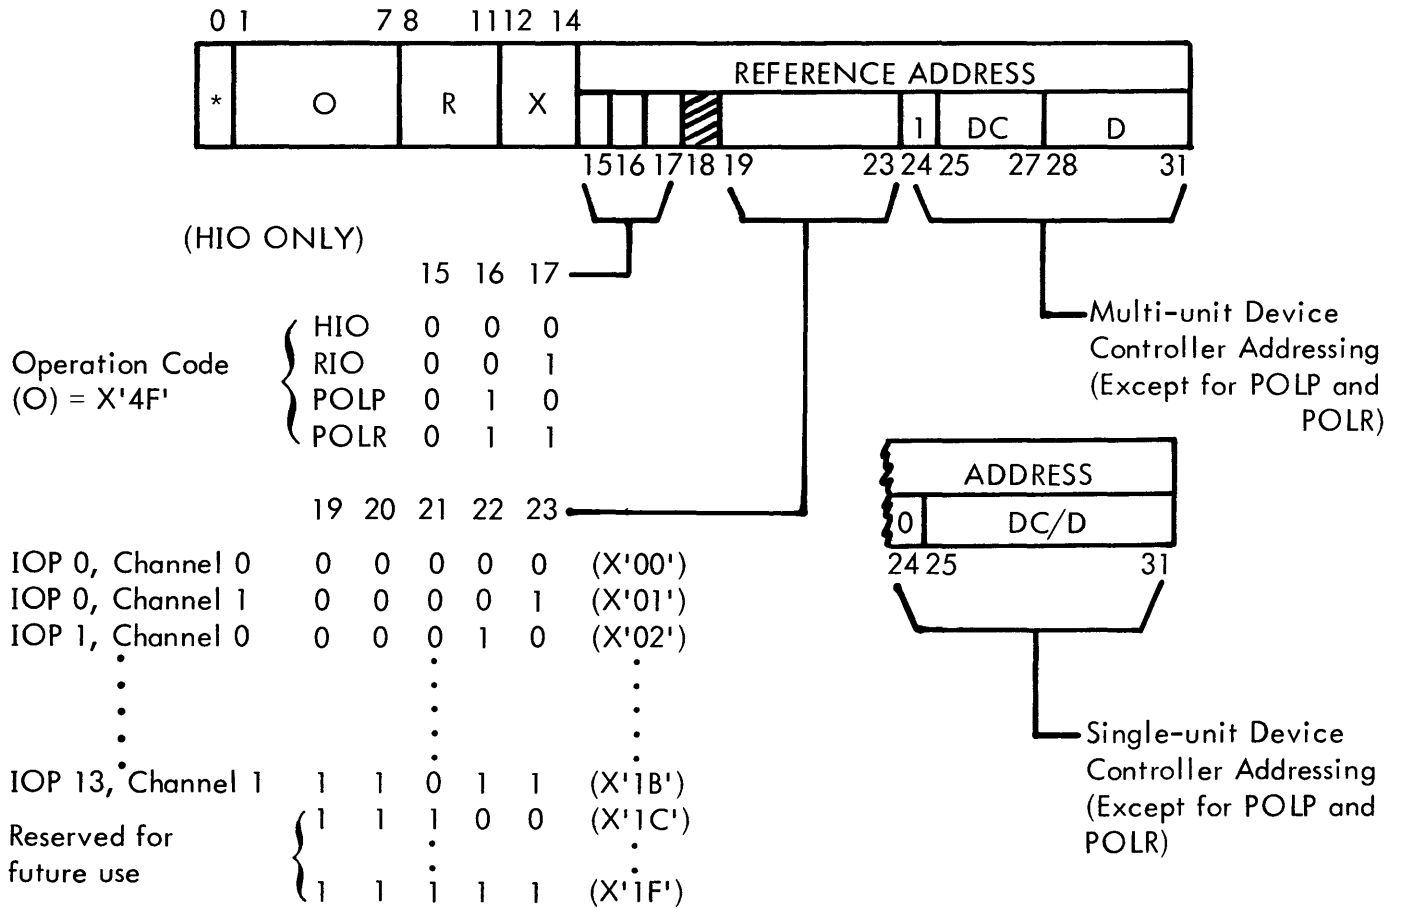 0 1 7 8 11 12 14
* O R X REFERENCE ADDRESS
1 DC D
15 16 17 18 19 23 24 25 27 28 31
(HIO ONLY)
15 16 17
HIO 0 0 0
RIO 0 0 1
POLP 0 1 0
POLR 0 1 1
Operation Code
(O) = X'4F'
Multi-unit Device
Controller Addressing
(Except for POLP and
POLR)
19 20 21 22 23
IOP 0, Channel 0 0 0 0 0 0 (X'00')
IOP 0, Channel 1 0 0 0 0 1 (X'01')
IOP 1, Channel 0 0 0 0 1 0 (X'02')
IOP 13, Channel 1 1 1 0 1 1 (X'1B')
1 1 1 0 0 (X'1C')
Reserved for
future use
1 1 1 1 1 (X'1F')
ADDRESS
0 DC/D
24 25 31
Single-unit Device
Controller Addressing
(Except for POLP and
POLR)